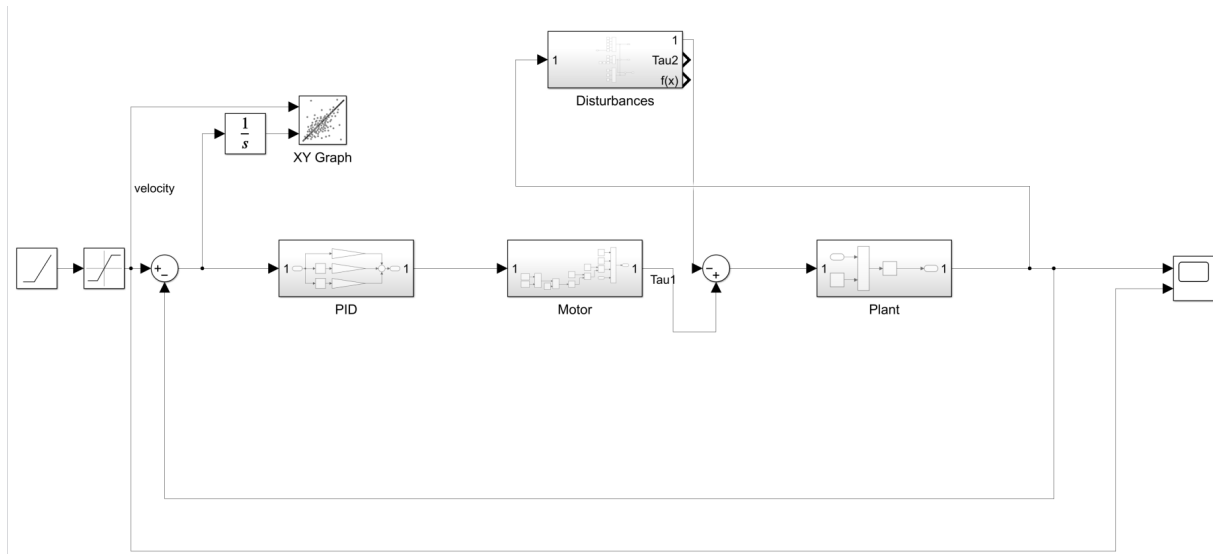 1
1
Tau2
f(x)
Disturbances
1
s
XY Graph
velocity
+
−
1
1
PID
1
1
Tau1
Motor
−
+
1
1
Plant